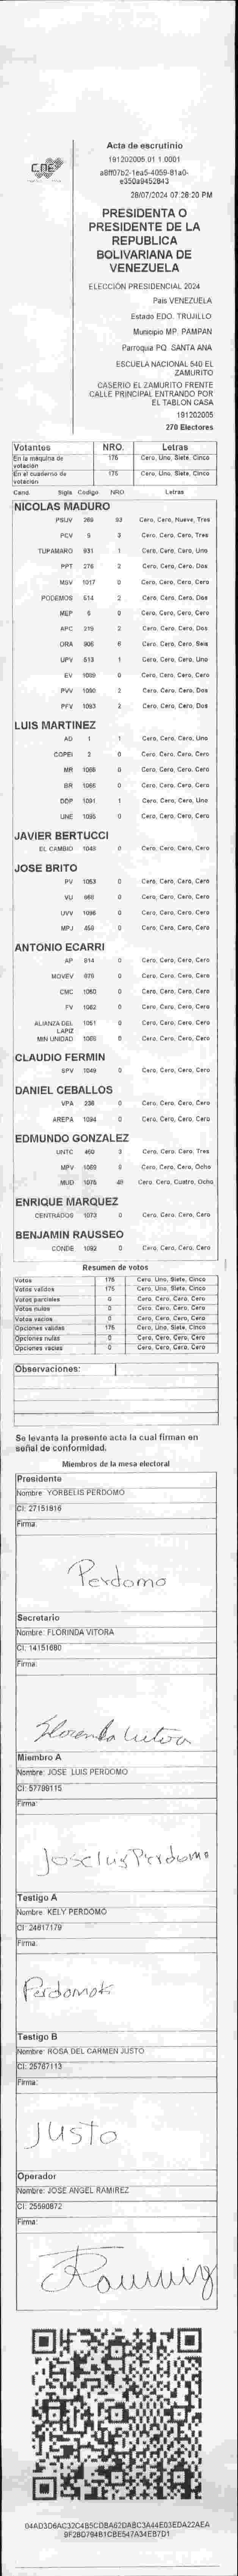 CNE
Acta de escrutinio
191202005.01.1.0001
a8ff07b2-1ea5-4059-81a0-
e350a9452843
28/07/2024 07:28:20 PM
PRESIDENTA O
PRESIDENTE DE LA
REPUBLICA
BOLIVARIANA DE
VENEZUELA
ELECCIÓN PRESIDENCIAL 2024
País VENEZUELA
Estado EDO. TRUJILLO
Municipio MP. PAMPAN
Parroquia PQ. SANTA ANA
ESCUELA NACIONAL 540 EL
ZAMURITO
CASERIO EL ZAMURITO FRENTE
CALLE PRINCIPAL ENTRANDO POR
EL TABLON CASA
191202005
270 Electores
Votantes NRO. Letras
En la máquina de votación 175 Cero, Uno, Siete, Cinco
En el cuaderno de votación 175 Cero, Uno, Siete, Cinco
Cand. Sigla Codigo NRO Letras
NICOLAS MADURO
PSUV 269 93 Cero, Cero, Nueve, Tres
PCV 5 3 Cero, Cero, Cero, Tres
TUPAMARO 931 1 Cero, Cero, Cero, Uno
PPT 276 2 Cero, Cero, Cero, Dos
MSV 1017 0 Cero, Cero, Cero, Cero
PODEMOS 514 2 Cero, Cero, Cero, Dos
MEP 6 0 Cero, Cero, Cero, Cero
APC 219 2 Cero, Cero, Cero, Dos
ORA 906 6 Cero, Cero, Cero, Seis
UPV 513 1 Cero, Cero, Cero, Uno
EV 1089 0 Cero, Cero, Cero, Cero
PVV 1090 2 Cero, Cero, Cero, Dos
PFV 1093 2 Cero, Cero, Cero, Dos
LUIS MARTINEZ
AD 1 1 Cero, Cero, Cero, Uno
COPEI 3 0 Cero, Cero, Cero, Cero
MR 1065 0 Cero, Cero, Cero, Cero
BR 1066 0 Cero, Cero, Cero, Cero
DDP 1091 1 Cero, Cero, Cero, Uno
UNE 1095 0 Cero, Cero, Cero, Cero
JAVIER BERTUCCI
EL CAMBIO 1048 0 Cero, Cero, Cero, Cero
JOSE BRITO
PV 1053 0 Cero, Cero, Cero, Cero
VU 668 0 Cero, Cero, Cero, Cero
UVV 1096 0 Cero, Cero, Cero, Cero
MPJ 459 0 Cero, Cero, Cero, Cero
ANTONIO ECARRI
AP 914 0 Cero, Cero, Cero, Cero
MOVEV 876 0 Cero, Cero, Cero, Cero
CMC 1050 0 Cero, Cero, Cero, Cero
FV 1062 0 Cero, Cero, Cero, Cero
ALIANZA DEL LAPIZ 1051 0 Cero, Cero, Cero, Cero
MIN UNIDAD 1068 0 Cero, Cero, Cero, Cero
CLAUDIO FERMIN
SPV 1049 0 Cero, Cero, Cero, Cero
DANIEL CEBALLOS
VPA 238 0 Cero, Cero, Cero, Cero
AREPA 1094 0 Cero, Cero, Cero, Cero
EDMUNDO GONZALEZ
UNTC 460 3 Cero, Cero, Cero, Tres
MPV 1069 8 Cero, Cero, Cero, Ocho
MUD 1075 48 Cero, Cero, Cuatro, Ocho
ENRIQUE MARQUEZ
CENTRADOS 1073 0 Cero, Cero, Cero, Cero
BENJAMIN RAUSSEO
CONDE 1092 0 Cero, Cero, Cero, Cero
Resumen de votos
Votos 175 Cero, Uno, Siete, Cinco
Votos validos 175 Cero, Uno, Siete, Cinco
Votos parciales 0 Cero, Cero, Cero, Cero
Votos nulos 0 Cero, Cero, Cero, Cero
Votos vacios 0 Cero, Cero, Cero, Cero
Opciones validas 175 Cero, Uno, Siete, Cinco
Opciones nulas 0 Cero, Cero, Cero, Cero
Opciones vacias 0 Cero, Cero, Cero, Cero
Observaciones:
Se levanta la presente acta la cual firman en
señal de conformidad.
Miembros de la mesa electoral
Presidente
Nombre: YORBELIS PERDOMO
CI: 27151816
Firma:
Perdomo
Secretario
Nombre: FLORINDA VITORA
CI: 14151680
Firma:
Miembro A
Nombre: JOSE LUIS PERDOMO
CI: 57786115
Firma:
Jose luis Perdomo
Testigo A
Nombre: KELY PERDOMO
CI: 24617179
Firma:
Perdomo K
Testigo B
Nombre: ROSA DEL CARMEN JUSTO
CI: 25767113
Firma:
Justo
Operador
Nombre: JOSE ANGEL RAMIREZ
CI: 25590872
Firma:
Ramirez
04AD3D6AC32C4B5CDBA62DABC3A44E03EDA22AEA
9F28D794B1CBE547A34EB7D1